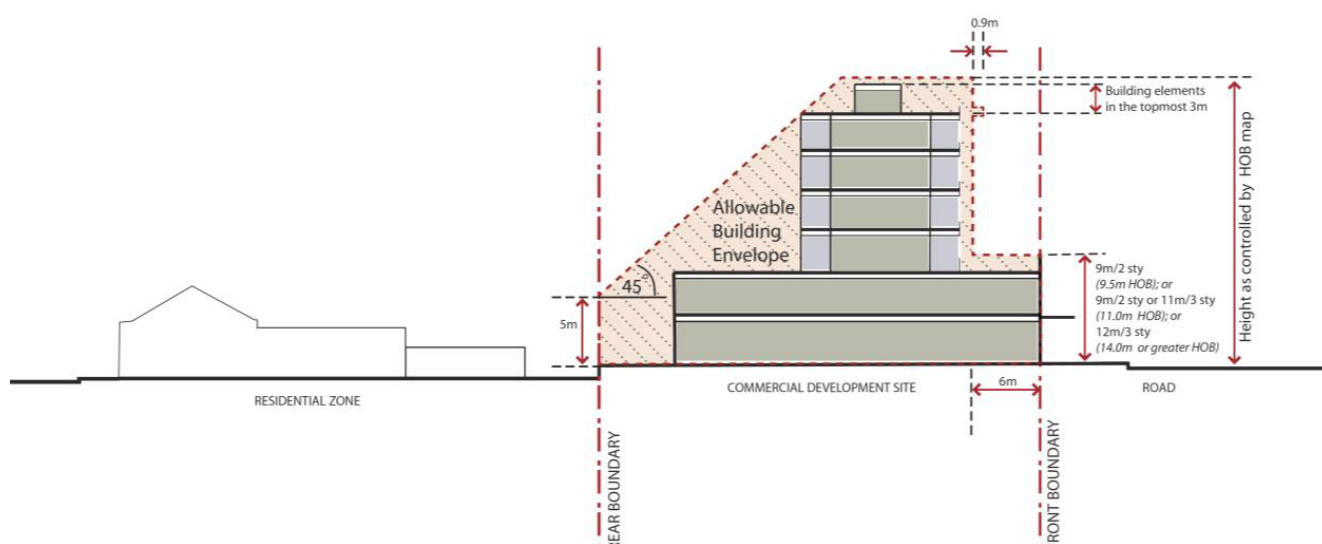 0.9m
Building elements
in the topmost 3m
Height as controlled by HOB map
Allowable
Building
Envelope
45°
5m
9m/2 sty
(9.5m HOB); or
9m/2 sty or 11m/3 sty
(11.0m HOB); or
12m/3 sty
(14.0m or greater HOB)
RESIDENTIAL ZONE
COMMERCIAL DEVELOPMENT SITE
6m
ROAD
REAR BOUNDARY
FRONT BOUNDARY